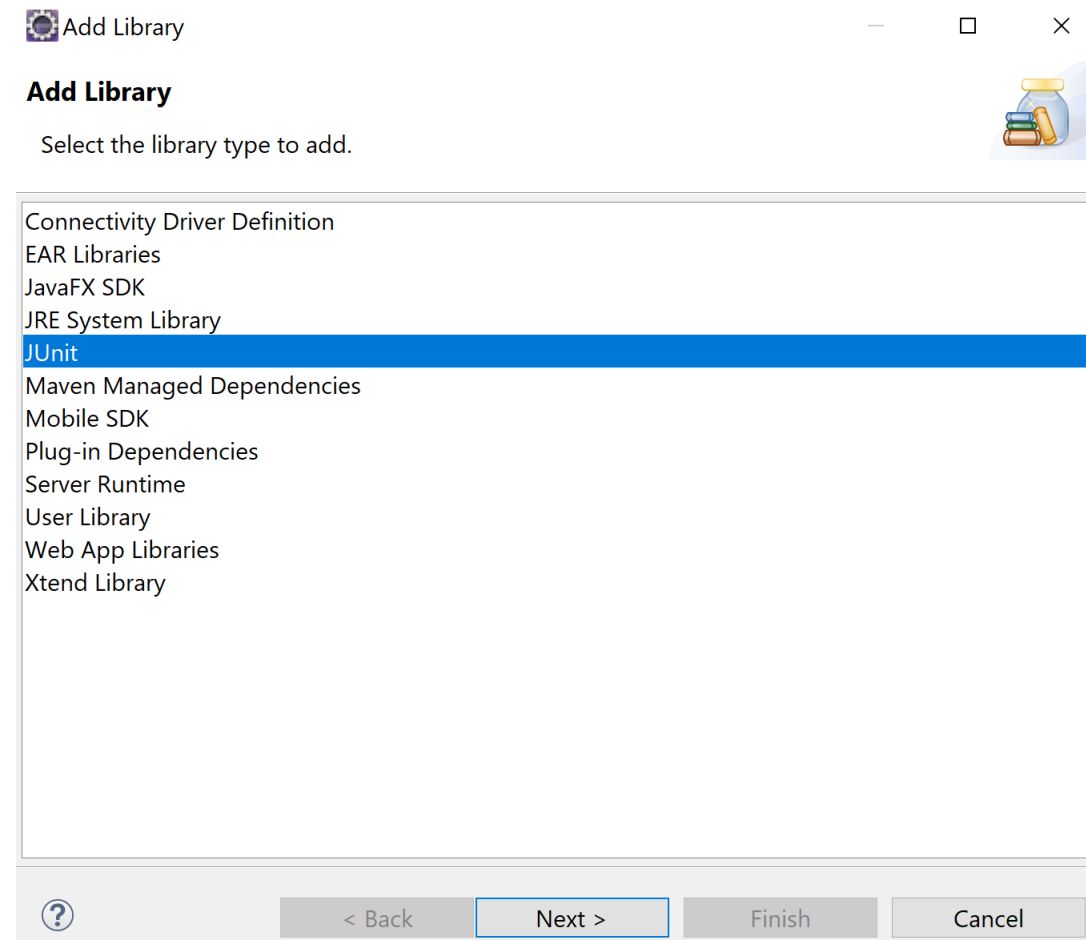 Add Library
Add Library
Select the library type to add.
Connectivity Driver Definition
EAR Libraries
JavaFX SDK
JRE System Library
JUnit
Maven Managed Dependencies
Mobile SDK
Plug-in Dependencies
Server Runtime
User Library
Web App Libraries
Xtend Library
?
< Back
Next >
Finish
Cancel